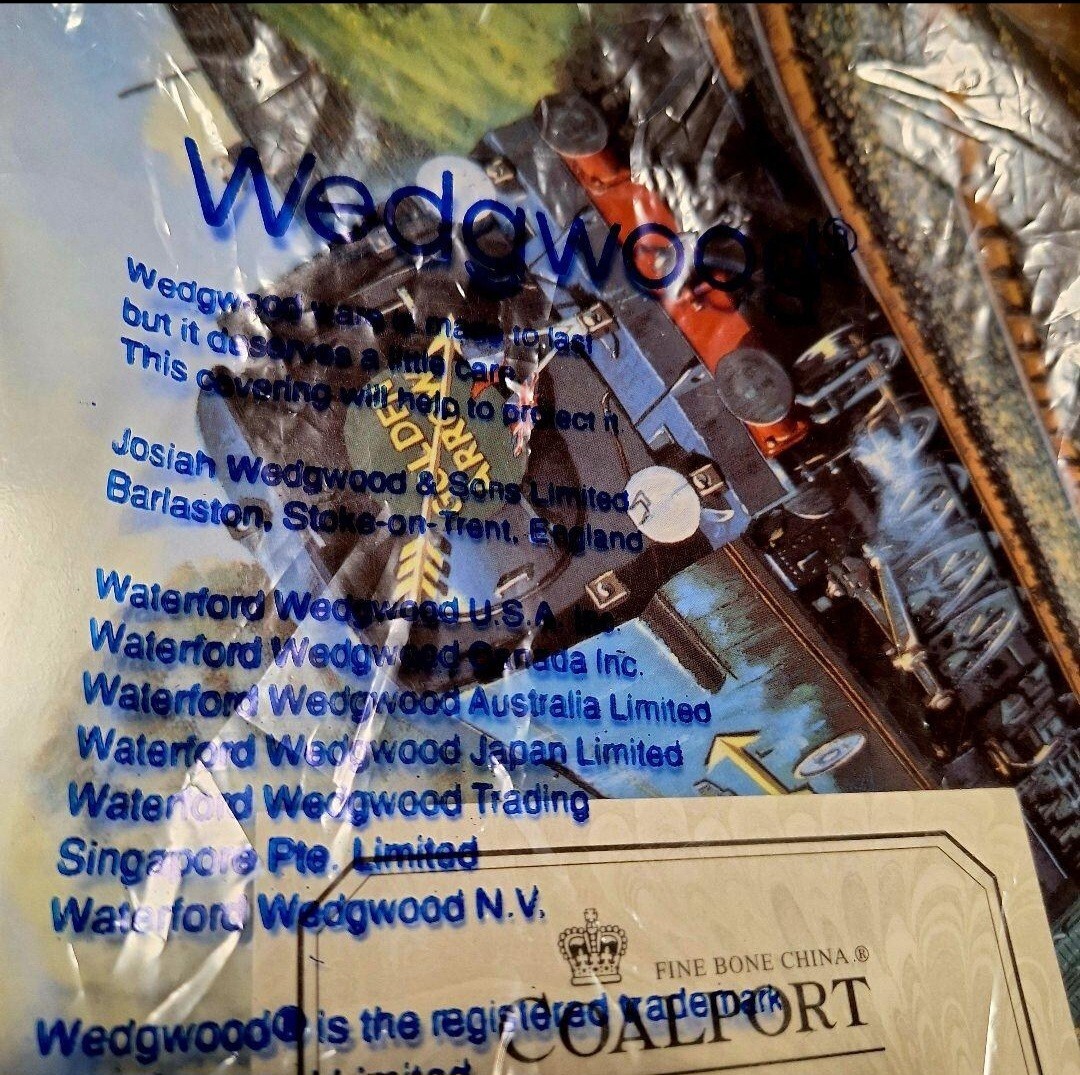 Wedgwood®
Wedgwood ware is made to last
but it deserves a little care.
This covering will help to protect it
Josiah Wedgwood & Sons Limited
Barlaston, Stoke-on-Trent, England
Waterford Wedgwood U.S.A. Inc.
Waterford Wedgwood Canada Inc.
Waterford Wedgwood Australia Limited
Waterford Wedgwood Japan Limited
Waterford Wedgwood Trading
Singapore Pte. Limited
Waterford Wedgwood N.V.
Wedgwood® is the registered trademark
Limited
GOLDEN
ARROW
FINE BONE CHINA.®
COALPORT